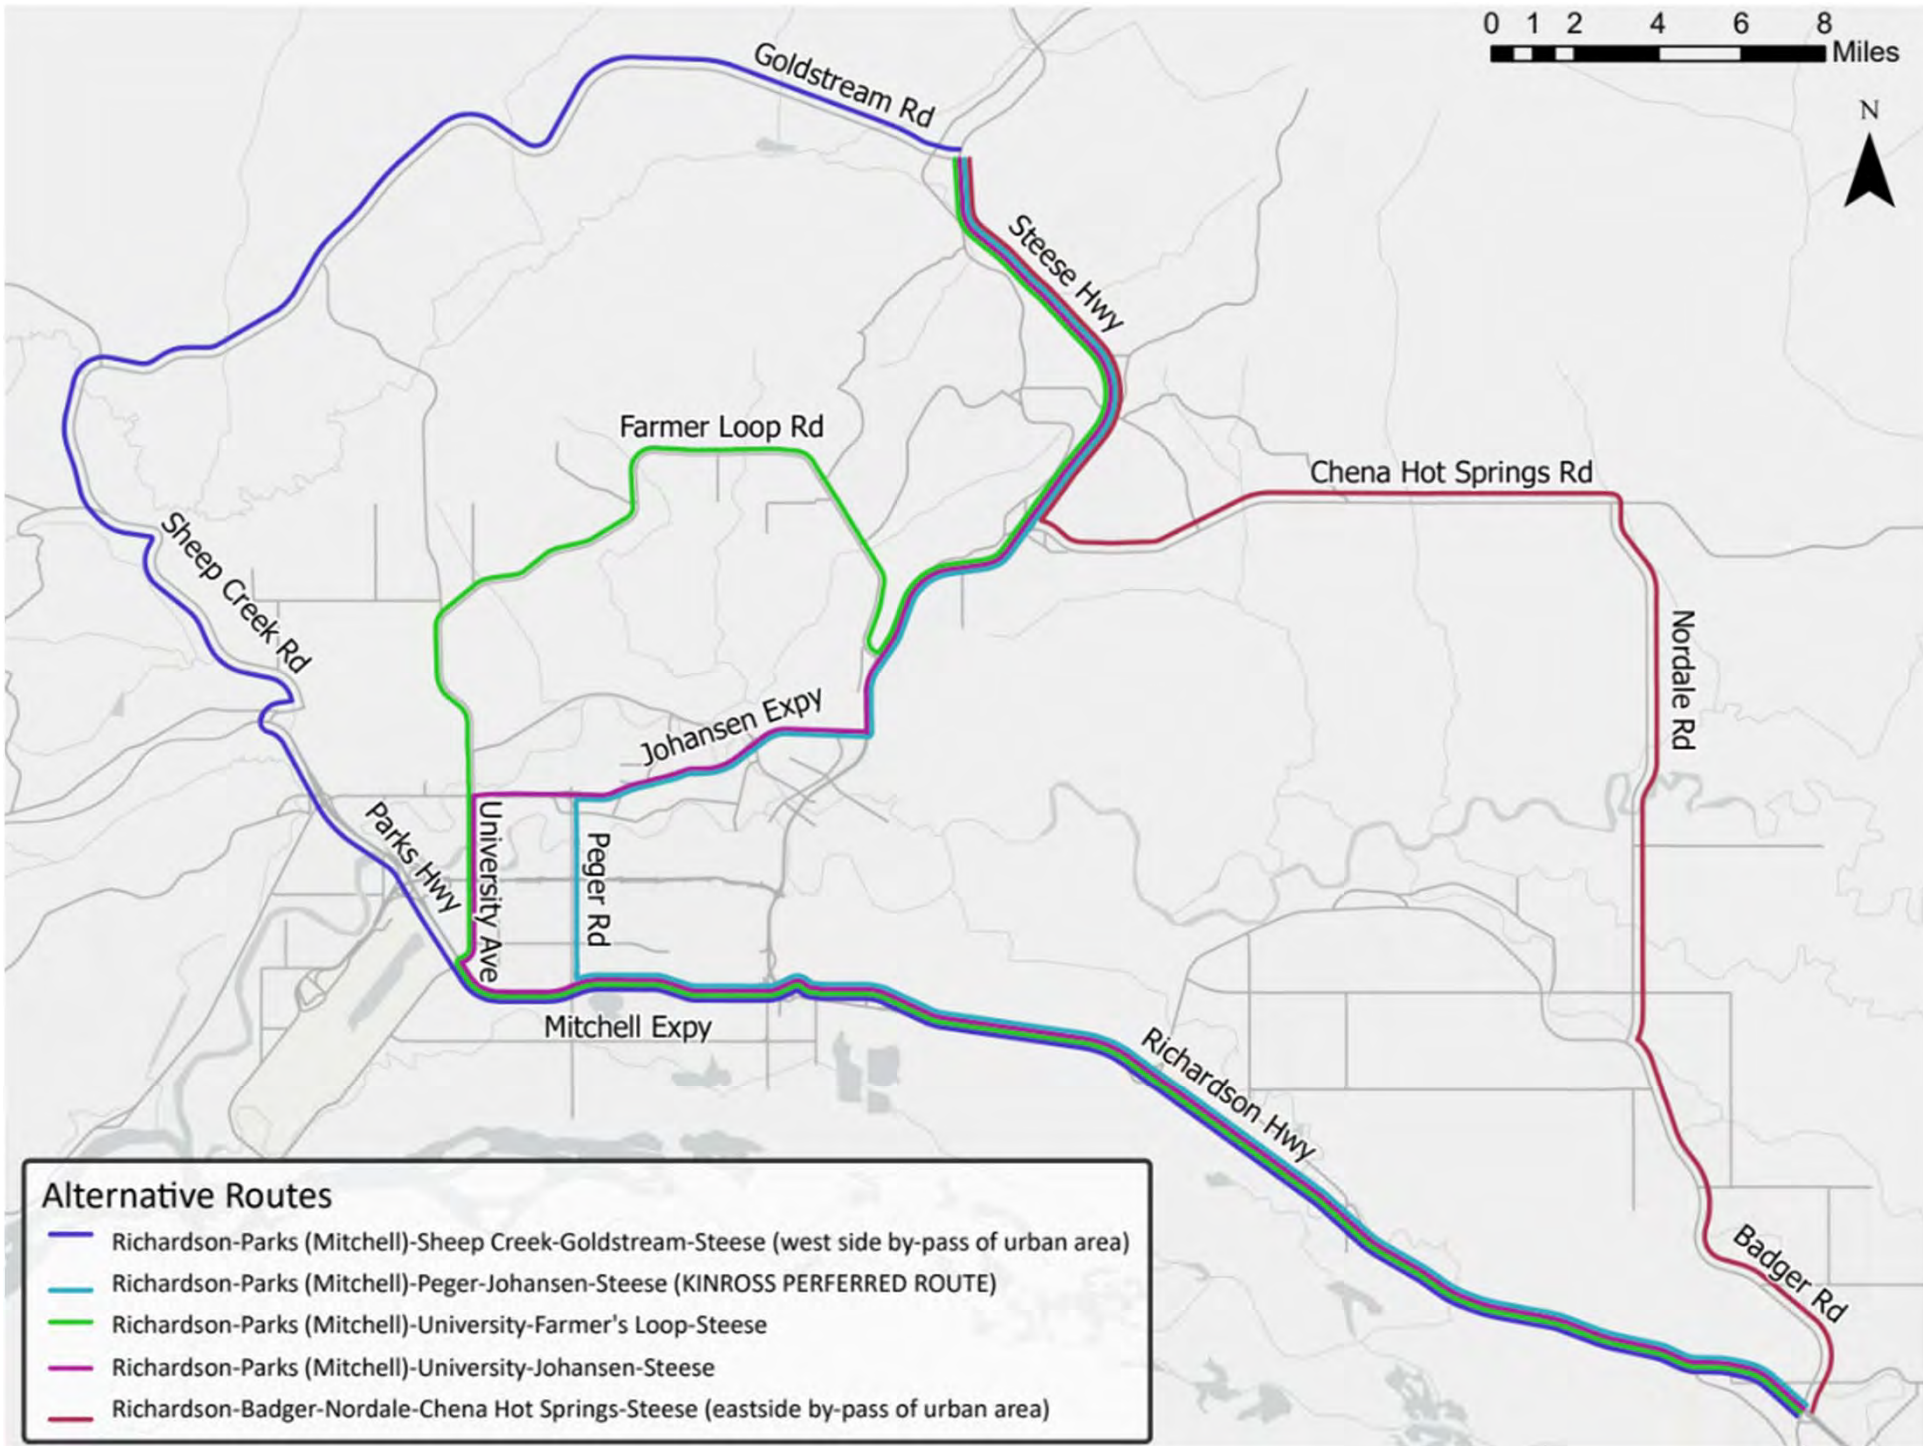 0 1 2 4 6 8
Miles
N
Goldstream Rd
Steese Hwy
Farmer Loop Rd
Chena Hot Springs Rd
Sheep Creek Rd
Nordale Rd
Johansen Expy
Parks Hwy
University Ave
Peger Rd
Mitchell Expy
Richardson Hwy
Badger Rd
Alternative Routes
Richardson-Parks (Mitchell)-Sheep Creek-Goldstream-Steese (west side by-pass of urban area)
Richardson-Parks (Mitchell)-Peger-Johansen-Steese (KINROSS PERFERRED ROUTE)
Richardson-Parks (Mitchell)-University-Farmer's Loop-Steese
Richardson-Parks (Mitchell)-University-Johansen-Steese
Richardson-Badger-Nordale-Chena Hot Springs-Steese (eastside by-pass of urban area)